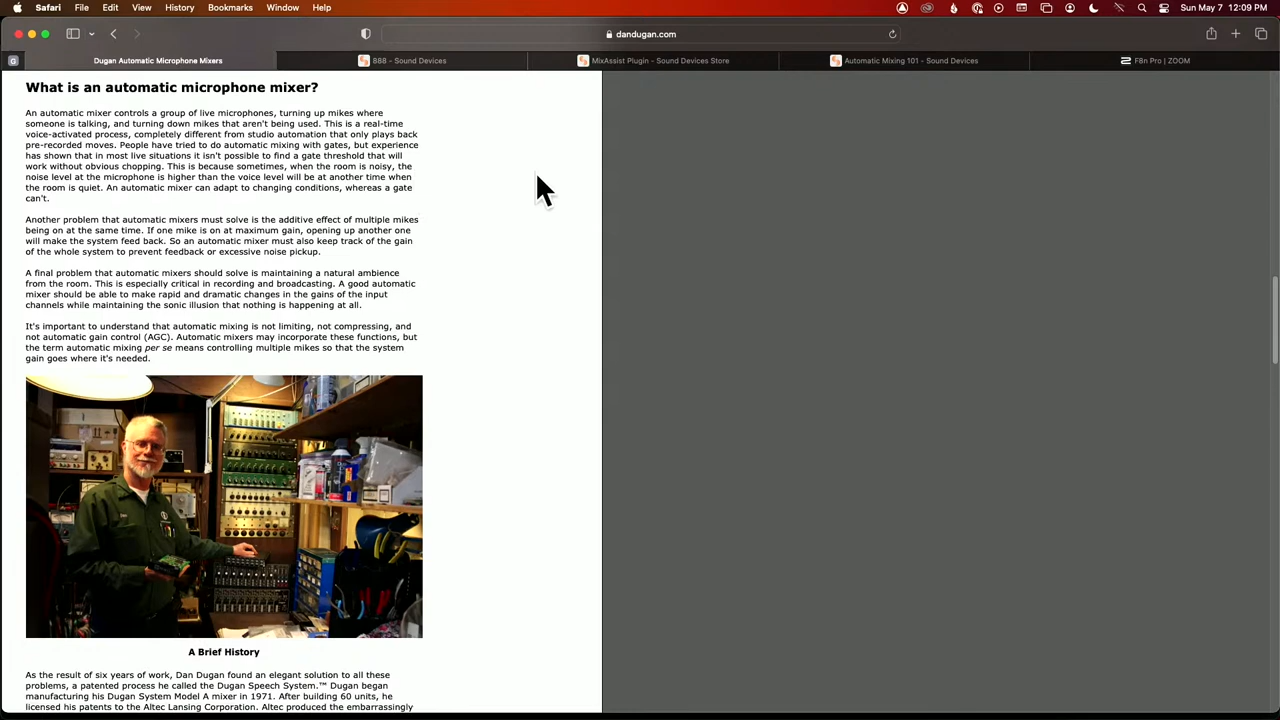 Safari File Edit View History Bookmarks Window Help Sun May 7 12:09 PM
dandugan.com
G Dugan Automatic Microphone Mixers 888 - Sound Devices MixAssist Plugin - Sound Devices Store Automatic Mixing 101 - Sound Devices F8n Pro | ZOOM
What is an automatic microphone mixer?
An automatic mixer controls a group of live microphones, turning up mikes where
someone is talking, and turning down mikes that aren't being used. This is a real-time
voice-activated process, completely different from studio automation that only plays back
pre-recorded moves. People have tried to do automatic mixing with gates, but experience
has shown that in most live situations it isn't possible to find a gate threshold that will
work without obvious chopping. This is because sometimes, when the room is noisy, the
noise level at the microphone is higher than the voice level will be at another time when
the room is quiet. An automatic mixer can adapt to changing conditions, whereas a gate
can't.
Another problem that automatic mixers must solve is the additive effect of multiple mikes
being on at the same time. If one mike is on at maximum gain, opening up another one
will make the system feed back. So an automatic mixer must also keep track of the gain
of the whole system to prevent feedback or excessive noise pickup.
A final problem that automatic mixers should solve is maintaining a natural ambience
from the room. This is especially critical in recording and broadcasting. A good automatic
mixer should be able to make rapid and dramatic changes in the gains of the input
channels while maintaining the sonic illusion that nothing is happening at all.
It's important to understand that automatic mixing is not limiting, not compressing, and
not automatic gain control (AGC). Automatic mixers may incorporate these functions, but
the term automatic mixing per se means controlling multiple mikes so that the system
gain goes where it's needed.
A Brief History
As the result of six years of work, Dan Dugan found an elegant solution to all these
problems, a patented process he called the Dugan Speech System.™ Dugan began
manufacturing his Dugan System Model A mixer in 1971. After building 60 units, he
licensed his patents to the Altec Lansing Corporation. Altec produced the embarrassingly